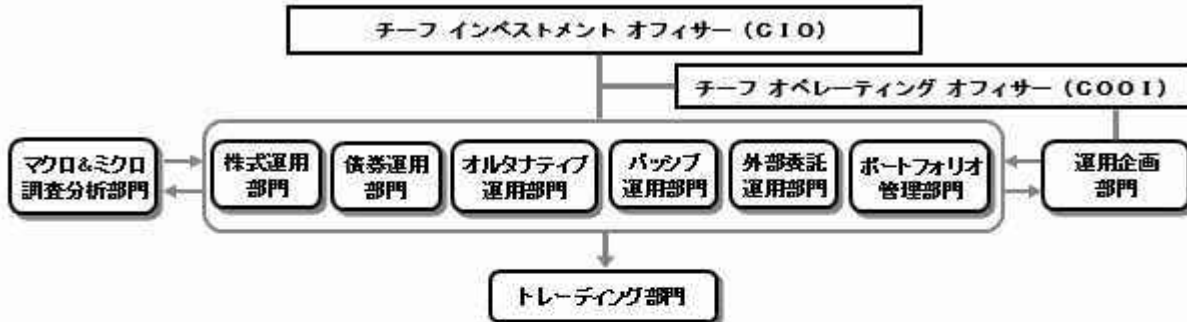 チーフ インベストメント オフィサー (CIO)
チーフ オペレーティング オフィサー (COOI)
マクロ&ミクロ
調査分析部門
株式運用
部門
債券運用
部門
オルタナティブ
運用部門
パッシブ
運用部門
外部委託
運用部門
ポートフォリオ
管理部門
運用企画
部門
トレーディング部門